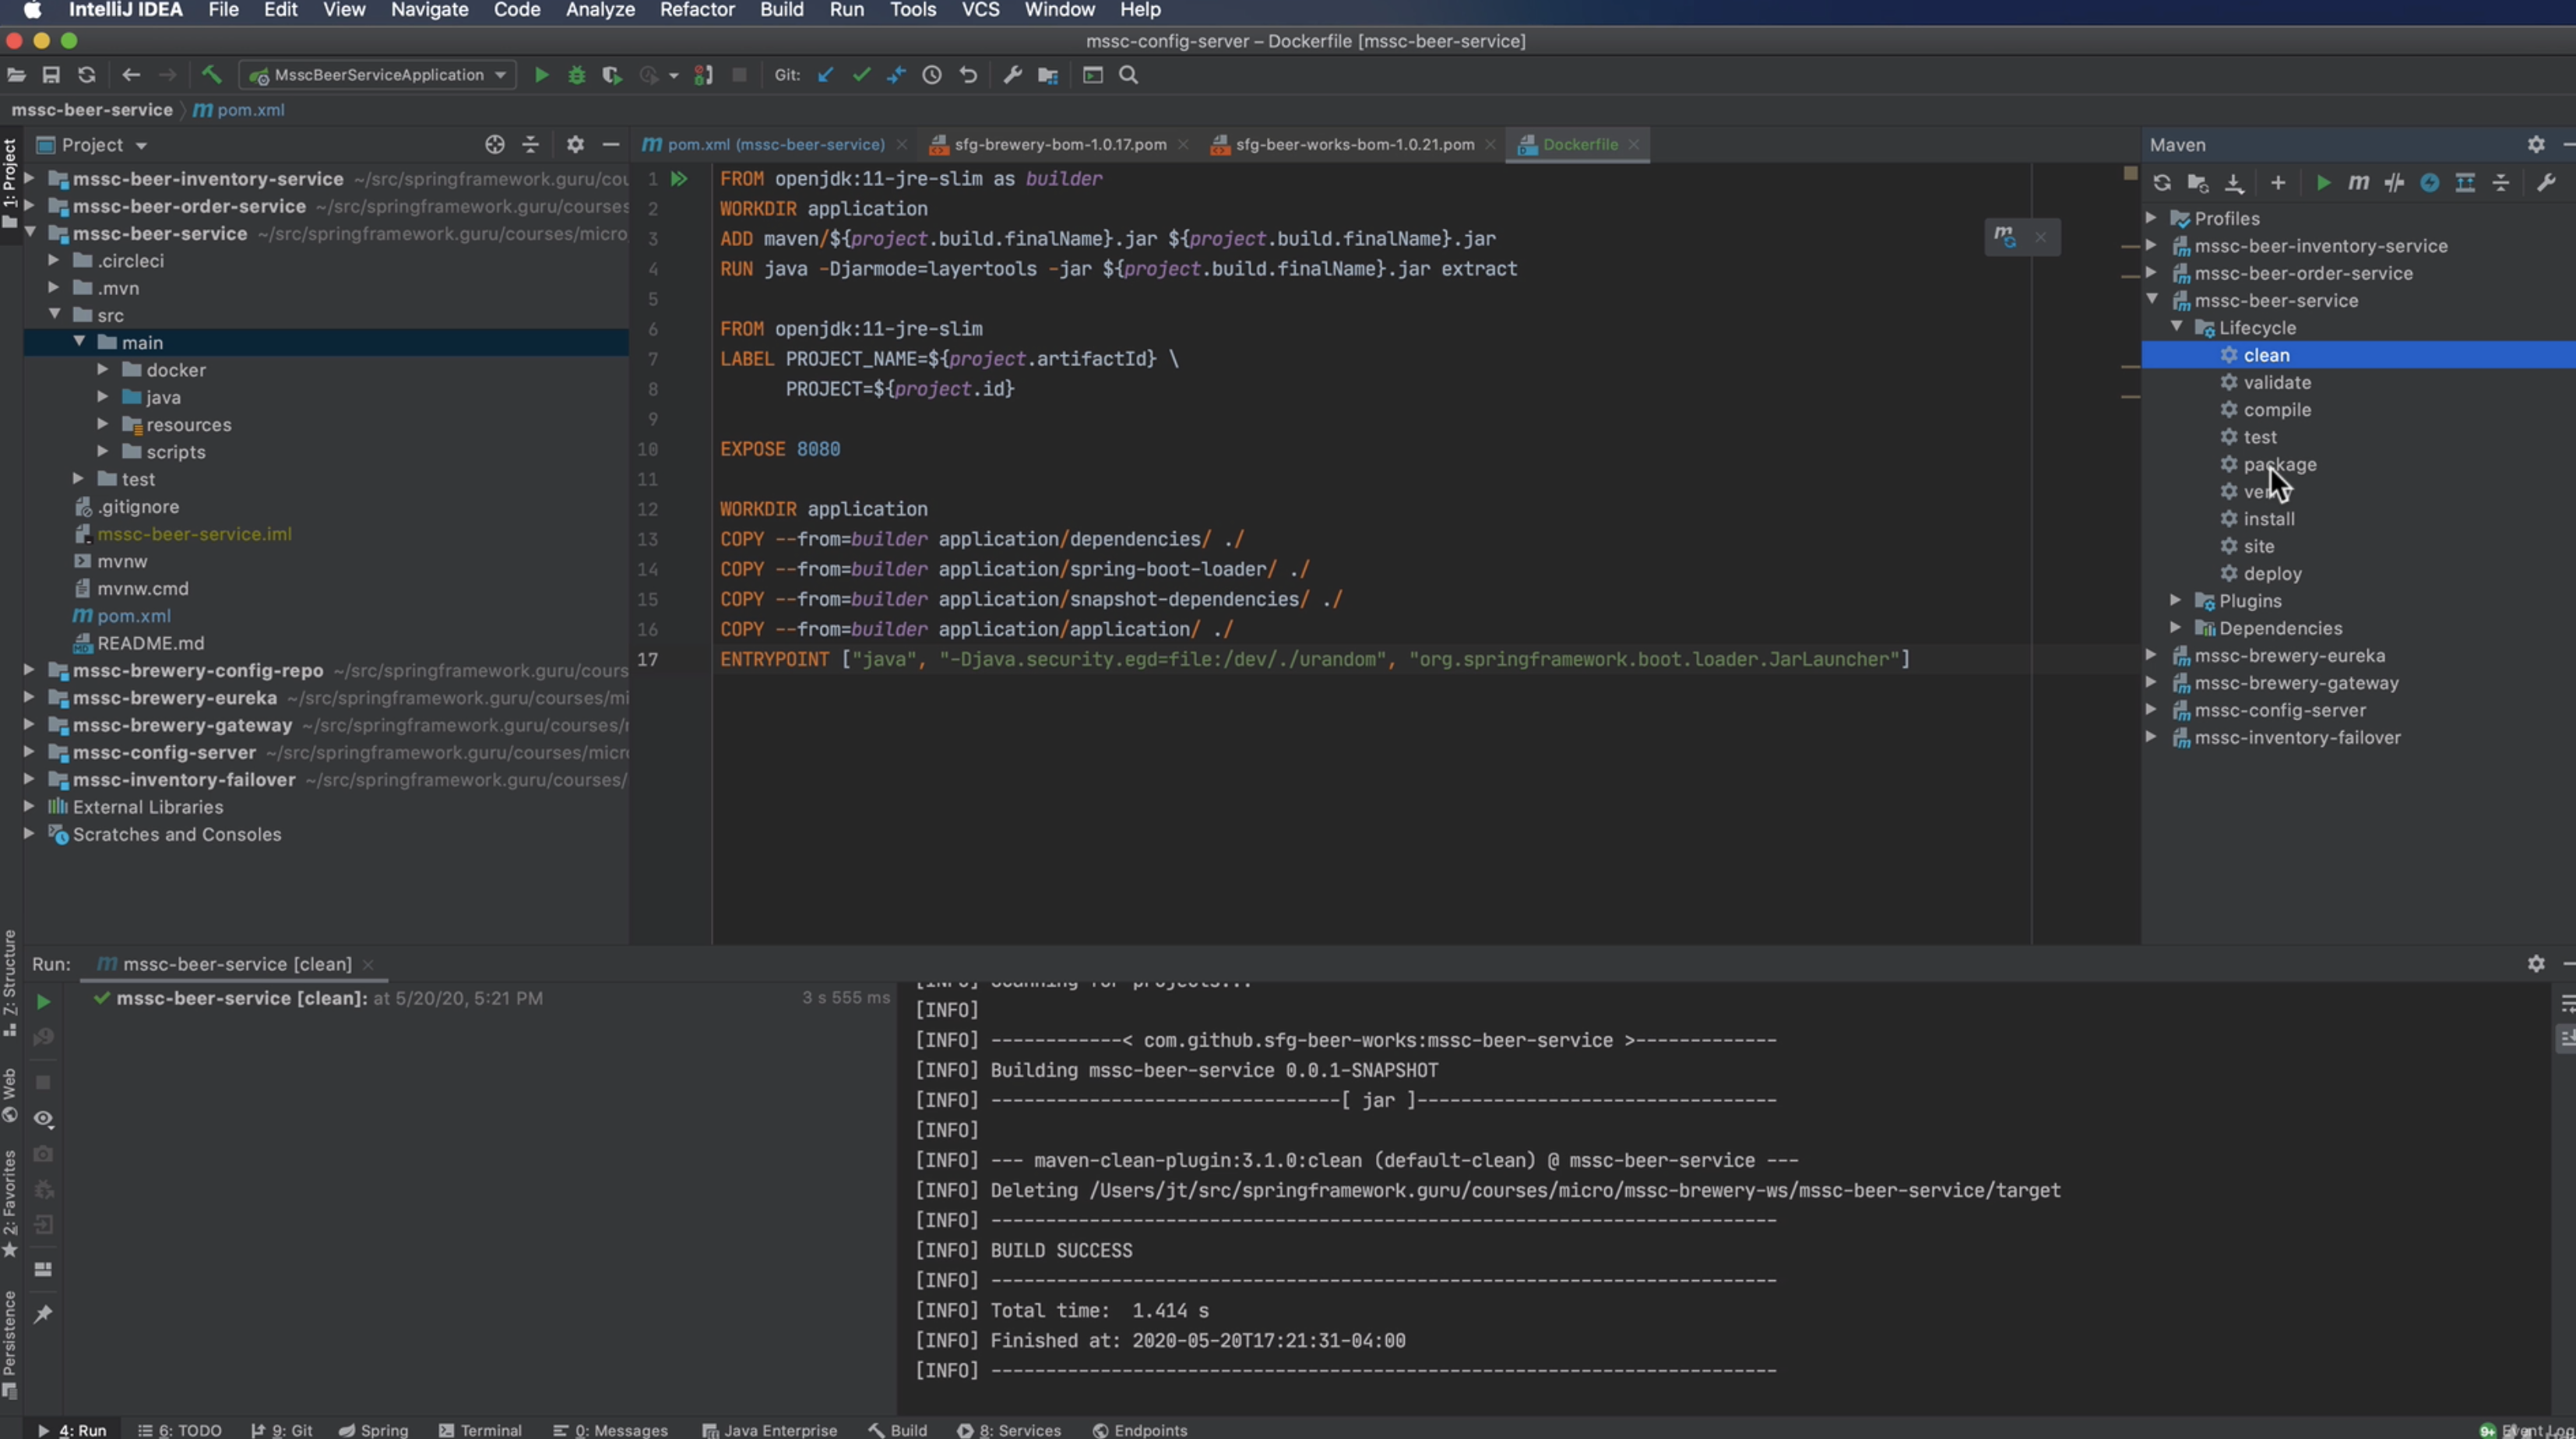 IntelliJ IDEA File Edit View Navigate Code Analyze Refactor Build Run Tools VCS Window Help
mssc-config-server – Dockerfile [mssc-beer-service]
MsscBeerServiceApplication Git:
mssc-beer-service pom.xml
1: Project
Project
mssc-beer-inventory-service ~/src/springframework.guru/cou
mssc-beer-order-service ~/src/springframework.guru/courses
mssc-beer-service ~/src/springframework.guru/courses/micro
.circleci
.mvn
src
main
docker
java
resources
scripts
test
.gitignore
mssc-beer-service.iml
mvnw
mvnw.cmd
pom.xml
README.md
mssc-brewery-config-repo ~/src/springframework.guru/cours
mssc-brewery-eureka ~/src/springframework.guru/courses/mi
mssc-brewery-gateway ~/src/springframework.guru/courses/
mssc-config-server ~/src/springframework.guru/courses/micr
mssc-inventory-failover ~/src/springframework.guru/courses/
External Libraries
Scratches and Consoles
pom.xml (mssc-beer-service) sfg-brewery-bom-1.0.17.pom sfg-beer-works-bom-1.0.21.pom Dockerfile
1 FROM openjdk:11-jre-slim as builder
2 WORKDIR application
3 ADD maven/${project.build.finalName}.jar ${project.build.finalName}.jar
4 RUN java -Djarmode=layertools -jar ${project.build.finalName}.jar extract
5
6 FROM openjdk:11-jre-slim
7 LABEL PROJECT_NAME=${project.artifactId} \
8 PROJECT=${project.id}
9
10 EXPOSE 8080
11
12 WORKDIR application
13 COPY --from=builder application/dependencies/ ./
14 COPY --from=builder application/spring-boot-loader/ ./
15 COPY --from=builder application/snapshot-dependencies/ ./
16 COPY --from=builder application/application/ ./
17 ENTRYPOINT ["java", "-Djava.security.egd=file:/dev/./urandom", "org.springframework.boot.loader.JarLauncher"]
Maven
Profiles
mssc-beer-inventory-service
mssc-beer-order-service
mssc-beer-service
Lifecycle
clean
validate
compile
test
package
install
site
deploy
Plugins
Dependencies
mssc-brewery-eureka
mssc-brewery-gateway
mssc-config-server
mssc-inventory-failover
Z: Structure
Web
2: Favorites
Persistence
Run: mssc-beer-service [clean]
mssc-beer-service [clean]: at 5/20/20, 5:21 PM 3 s 555 ms
[INFO] Scanning for projects...
[INFO]
[INFO] ------------< com.github.sfg-beer-works:mssc-beer-service >-------------
[INFO] Building mssc-beer-service 0.0.1-SNAPSHOT
[INFO] --------------------------------[ jar ]---------------------------------
[INFO]
[INFO] --- maven-clean-plugin:3.1.0:clean (default-clean) @ mssc-beer-service ---
[INFO] Deleting /Users/jt/src/springframework.guru/courses/micro/mssc-brewery-ws/mssc-beer-service/target
[INFO] ------------------------------------------------------------------------
[INFO] BUILD SUCCESS
[INFO] ------------------------------------------------------------------------
[INFO] Total time: 1.414 s
[INFO] Finished at: 2020-05-20T17:21:31-04:00
[INFO] ------------------------------------------------------------------------
4: Run 6: TODO 9: Git Spring Terminal 0: Messages Java Enterprise Build 8: Services Endpoints Event Log